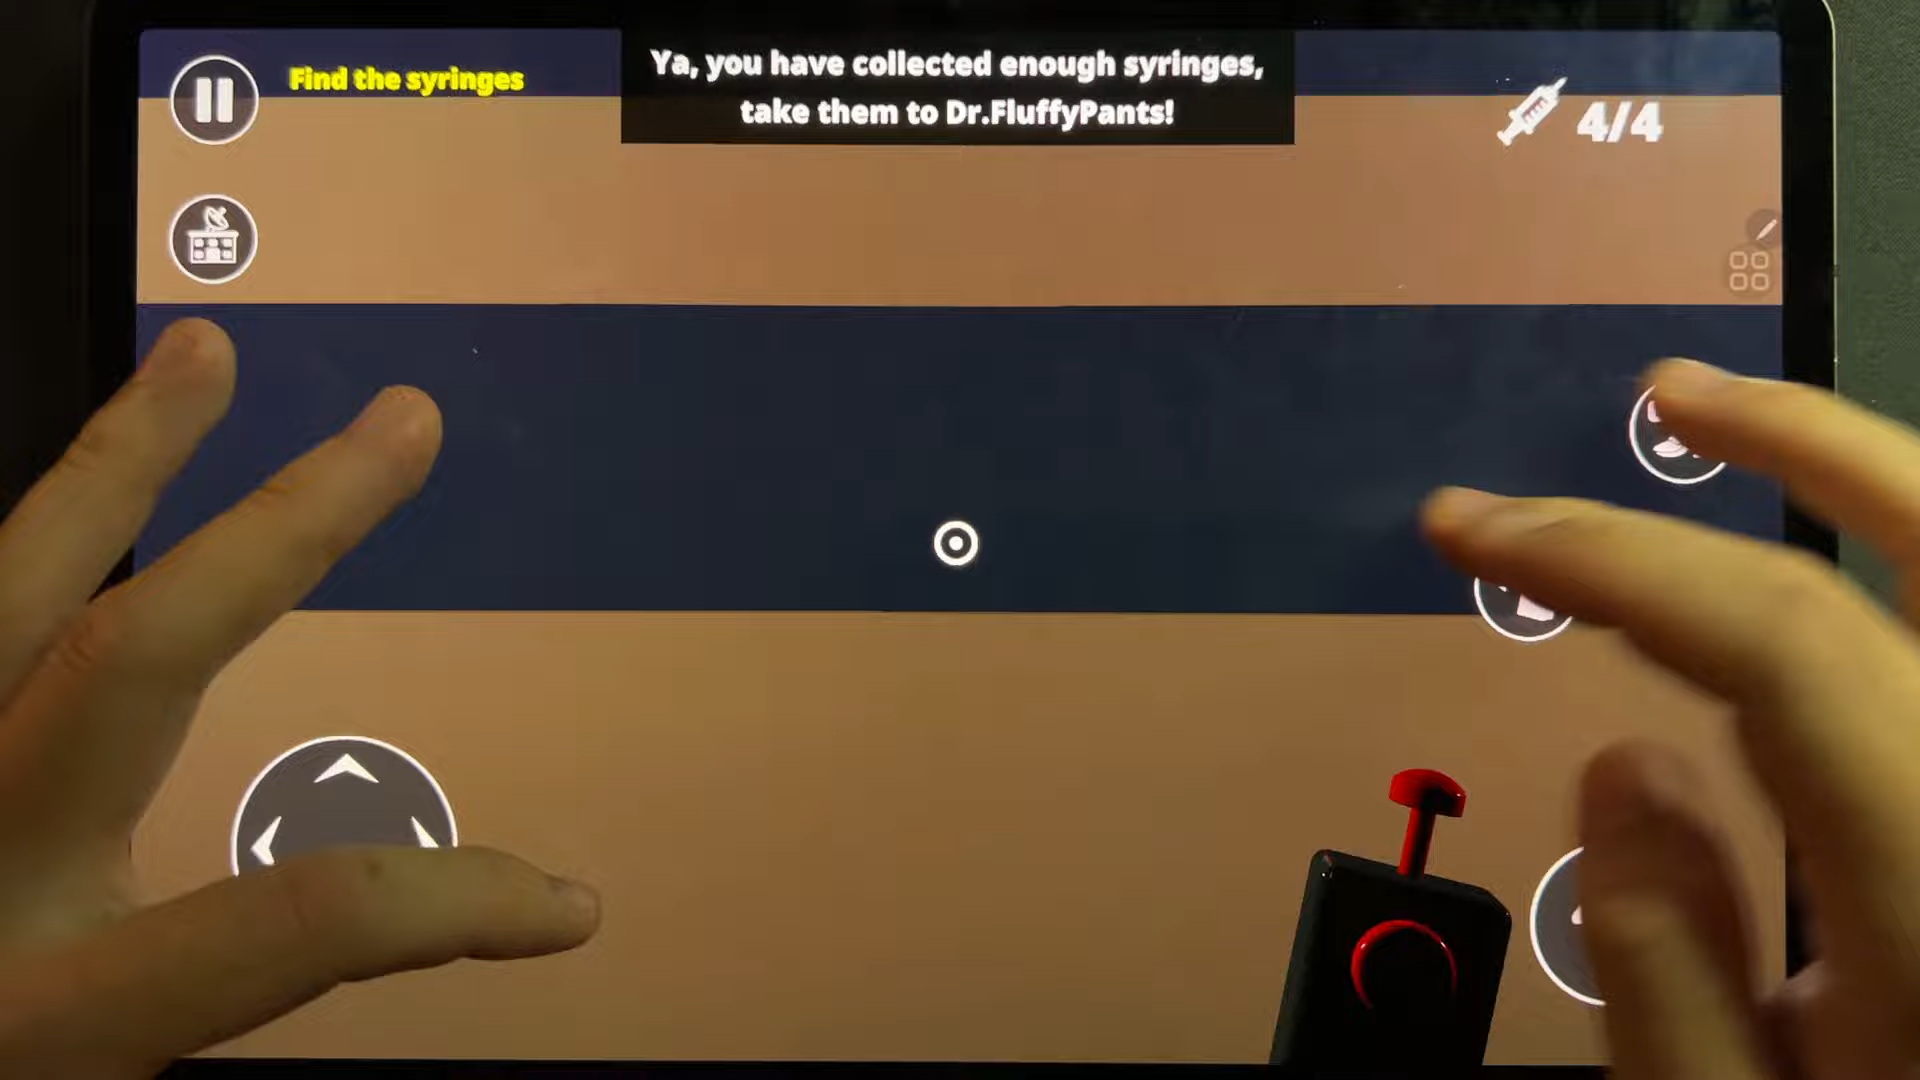 Find the syringes
Ya, you have collected enough syringes,
take them to Dr.FluffyPants!
4/4